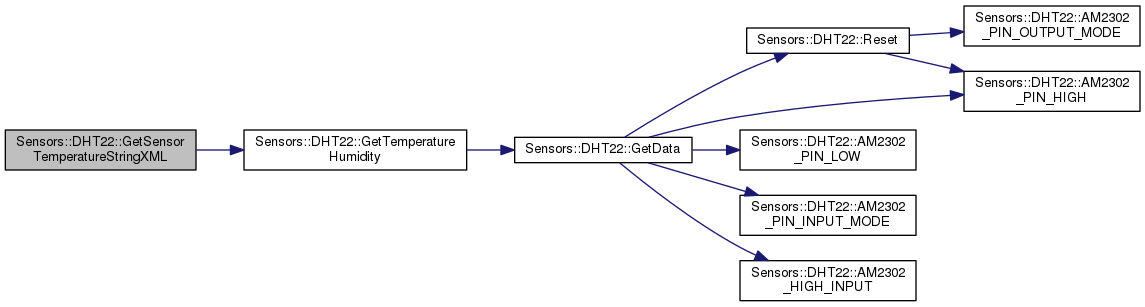 Sensors::DHT22::GetSensor
TemperatureStringXML
Sensors::DHT22::GetTemperature
Humidity
Sensors::DHT22::GetData
Sensors::DHT22::Reset
Sensors::DHT22::AM2302
_PIN_OUTPUT_MODE
Sensors::DHT22::AM2302
_PIN_HIGH
Sensors::DHT22::AM2302
_PIN_LOW
Sensors::DHT22::AM2302
_PIN_INPUT_MODE
Sensors::DHT22::AM2302
_HIGH_INPUT